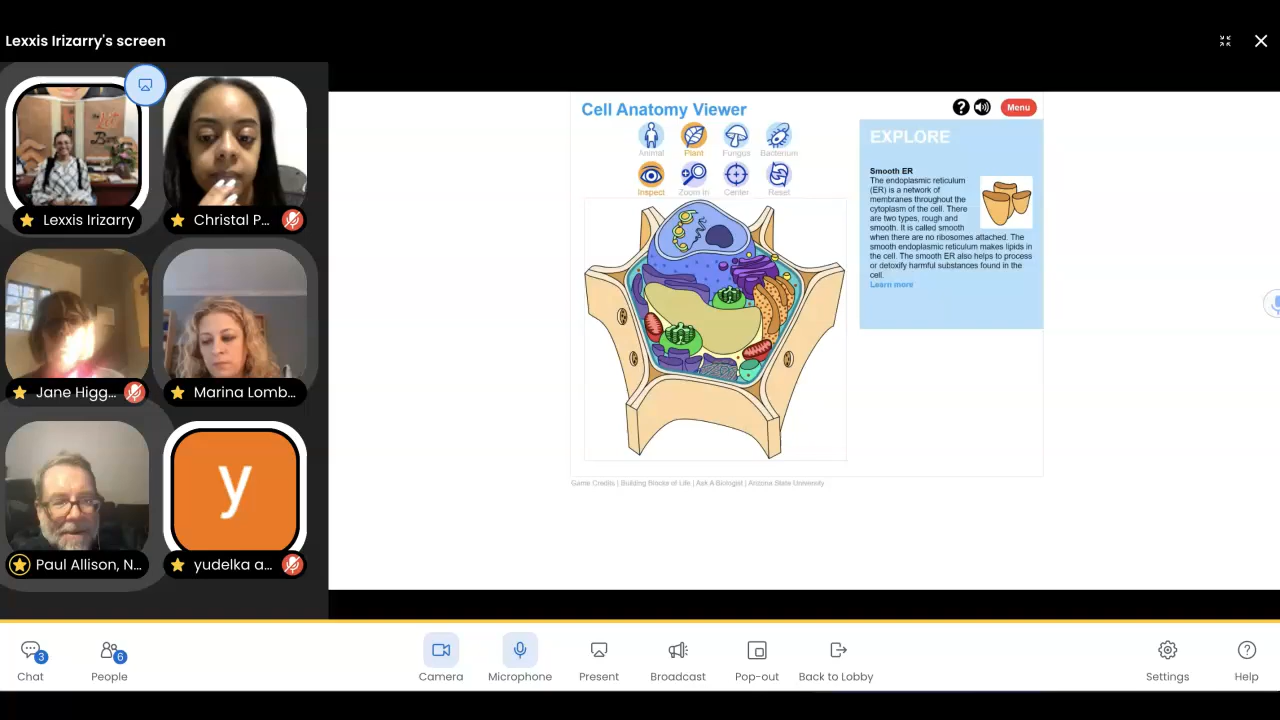 Lexxis Irizarry's screen
Lexxis Irizarry
Christal P...
Jane Higg...
Marina Lomb...
Paul Allison, N...
y
yudelka a...
Cell Anatomy Viewer
Menu
Animal
Plant
Fungus
Bacterium
Inspect
Zoom In
Center
Reset
EXPLORE
Smooth ER
The endoplasmic reticulum
(ER) is a network of
membranes throughout the
cytoplasm of the cell. There
are two types, rough and
smooth. It is called smooth
when there are no ribosomes attached. The
smooth endoplasmic reticulum makes lipids in
the cell. The smooth ER also helps to process
or detoxify harmful substances found in the
cell.
Learn more
Game Credits | Building Blocks of Life | Ask A Biologist | Arizona State University
3
6
Chat
People
Camera
Microphone
Present
Broadcast
Pop-out
Back to Lobby
Settings
Help